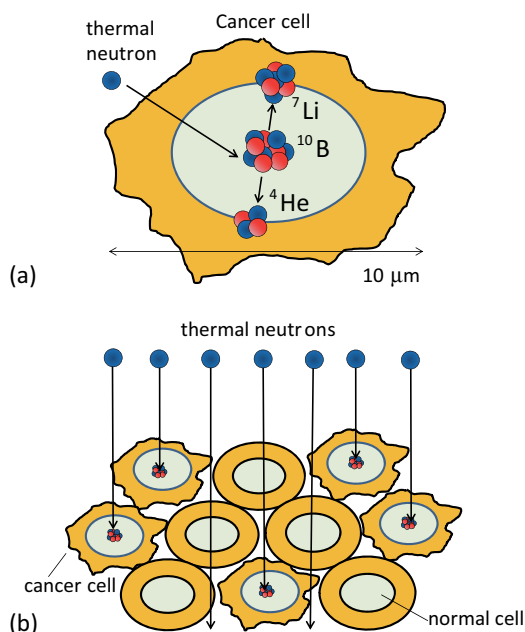 Cancer cell
thermal
neutron
⁷Li
¹⁰B
⁴He
10 μm
(a)
thermal neutrons
cancer cell
normal cell
(b)